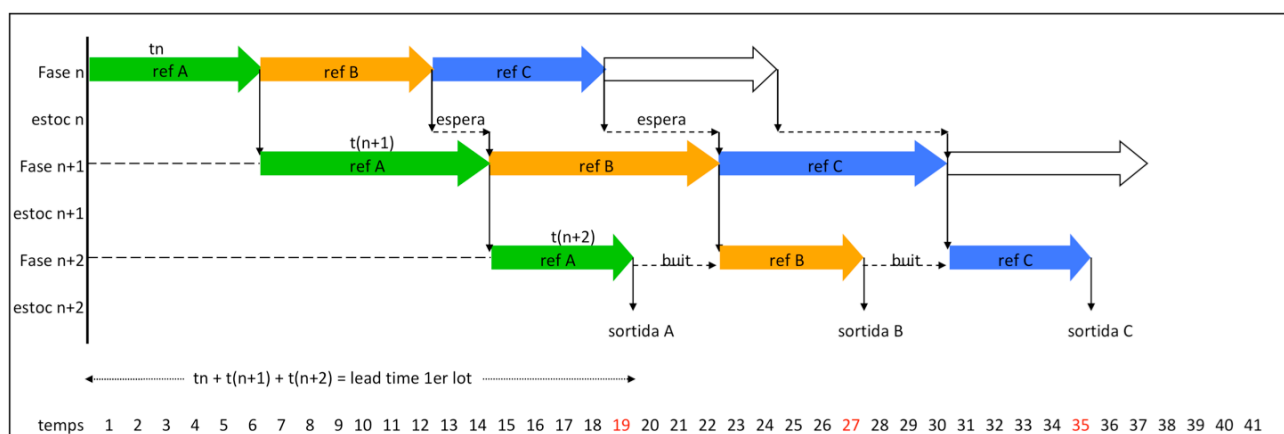 tn
Fase n ref A ref B ref C
estoc n espera espera
t(n+1)
Fase n+1 ref A ref B ref C
estoc n+1
t(n+2)
Fase n+2 ref A buit ref B buit ref C
estoc n+2
sortida A sortida B sortida C
tn + t(n+1) + t(n+2) = lead time 1er lot
temps 1 2 3 4 5 6 7 8 9 10 11 12 13 14 15 16 17 18 19 20 21 22 23 24 25 26 27 28 29 30 31 32 33 34 35 36 37 38 39 40 41